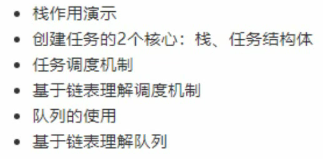 栈作用演示
创建任务的2个核心：栈、任务结构体
任务调度机制
基于链表理解调度机制
队列的使用
基于链表理解队列